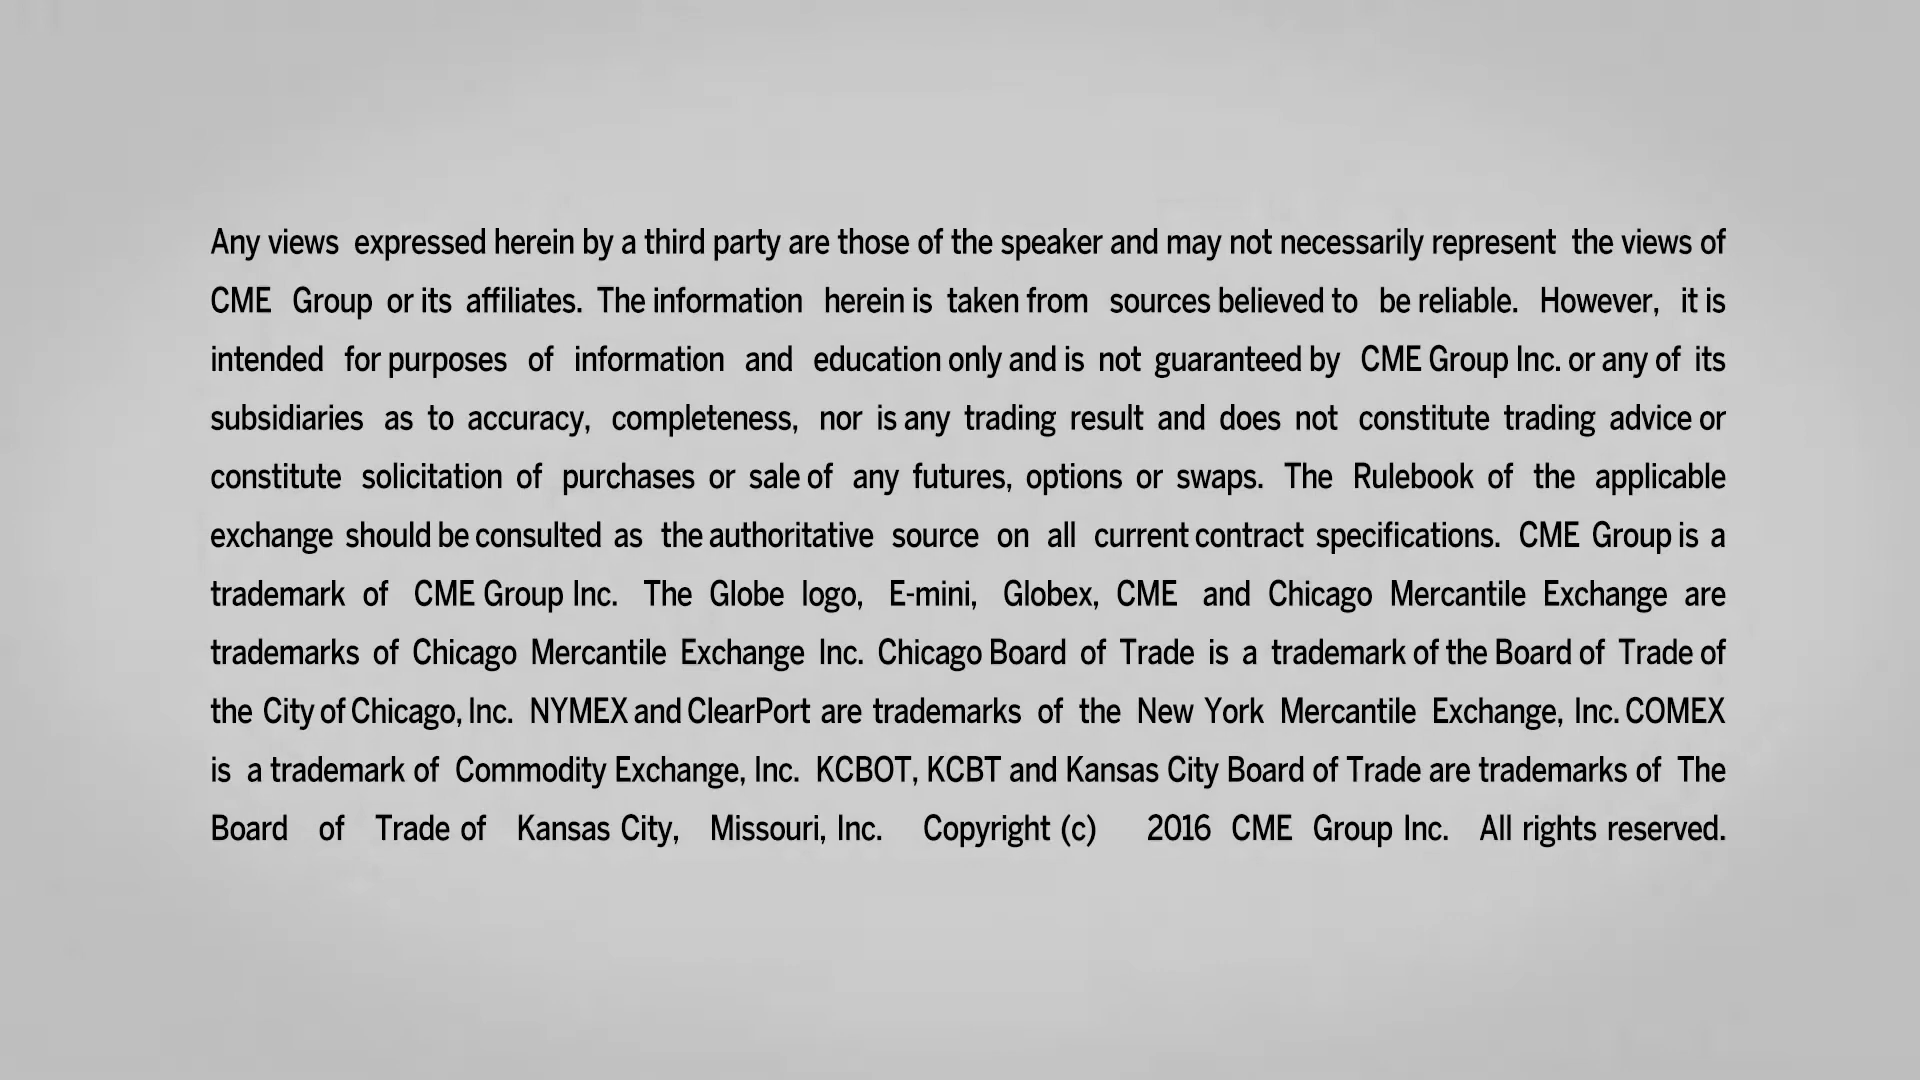 Any views expressed herein by a third party are those of the speaker and may not necessarily represent the views of
CME Group or its affiliates. The information herein is taken from sources believed to be reliable. However, it is
intended for purposes of information and education only and is not guaranteed by CME Group Inc. or any of its
subsidiaries as to accuracy, completeness, nor is any trading result and does not constitute trading advice or
constitute solicitation of purchases or sale of any futures, options or swaps. The Rulebook of the applicable
exchange should be consulted as the authoritative source on all current contract specifications. CME Group is a
trademark of CME Group Inc. The Globe logo, E-mini, Globex, CME and Chicago Mercantile Exchange are
trademarks of Chicago Mercantile Exchange Inc. Chicago Board of Trade is a trademark of the Board of Trade of
the City of Chicago, Inc. NYMEX and ClearPort are trademarks of the New York Mercantile Exchange, Inc. COMEX
is a trademark of Commodity Exchange, Inc. KCBOT, KCBT and Kansas City Board of Trade are trademarks of The
Board of Trade of Kansas City, Missouri, Inc. Copyright (c) 2016 CME Group Inc. All rights reserved.